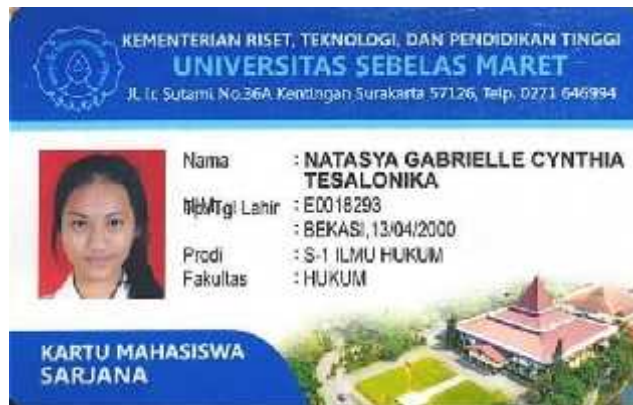 KEMENTERIAN RISET, TEKNOLOGI, DAN PENDIDIKAN TINGGI
UNIVERSITAS SEBELAS MARET
Jl. Ir. Sutami No.36A Kentingan Surakarta 57126, Telp. 0271 646994
Nama : NATASYA GABRIELLE CYNTHIA
TESALONIKA
Lahir : E0018293
: BEKASI,13/04/2000
Prodi : S-1 ILMU HUKUM
Fakultas : HUKUM
KARTU MAHASISWA
SARJANA